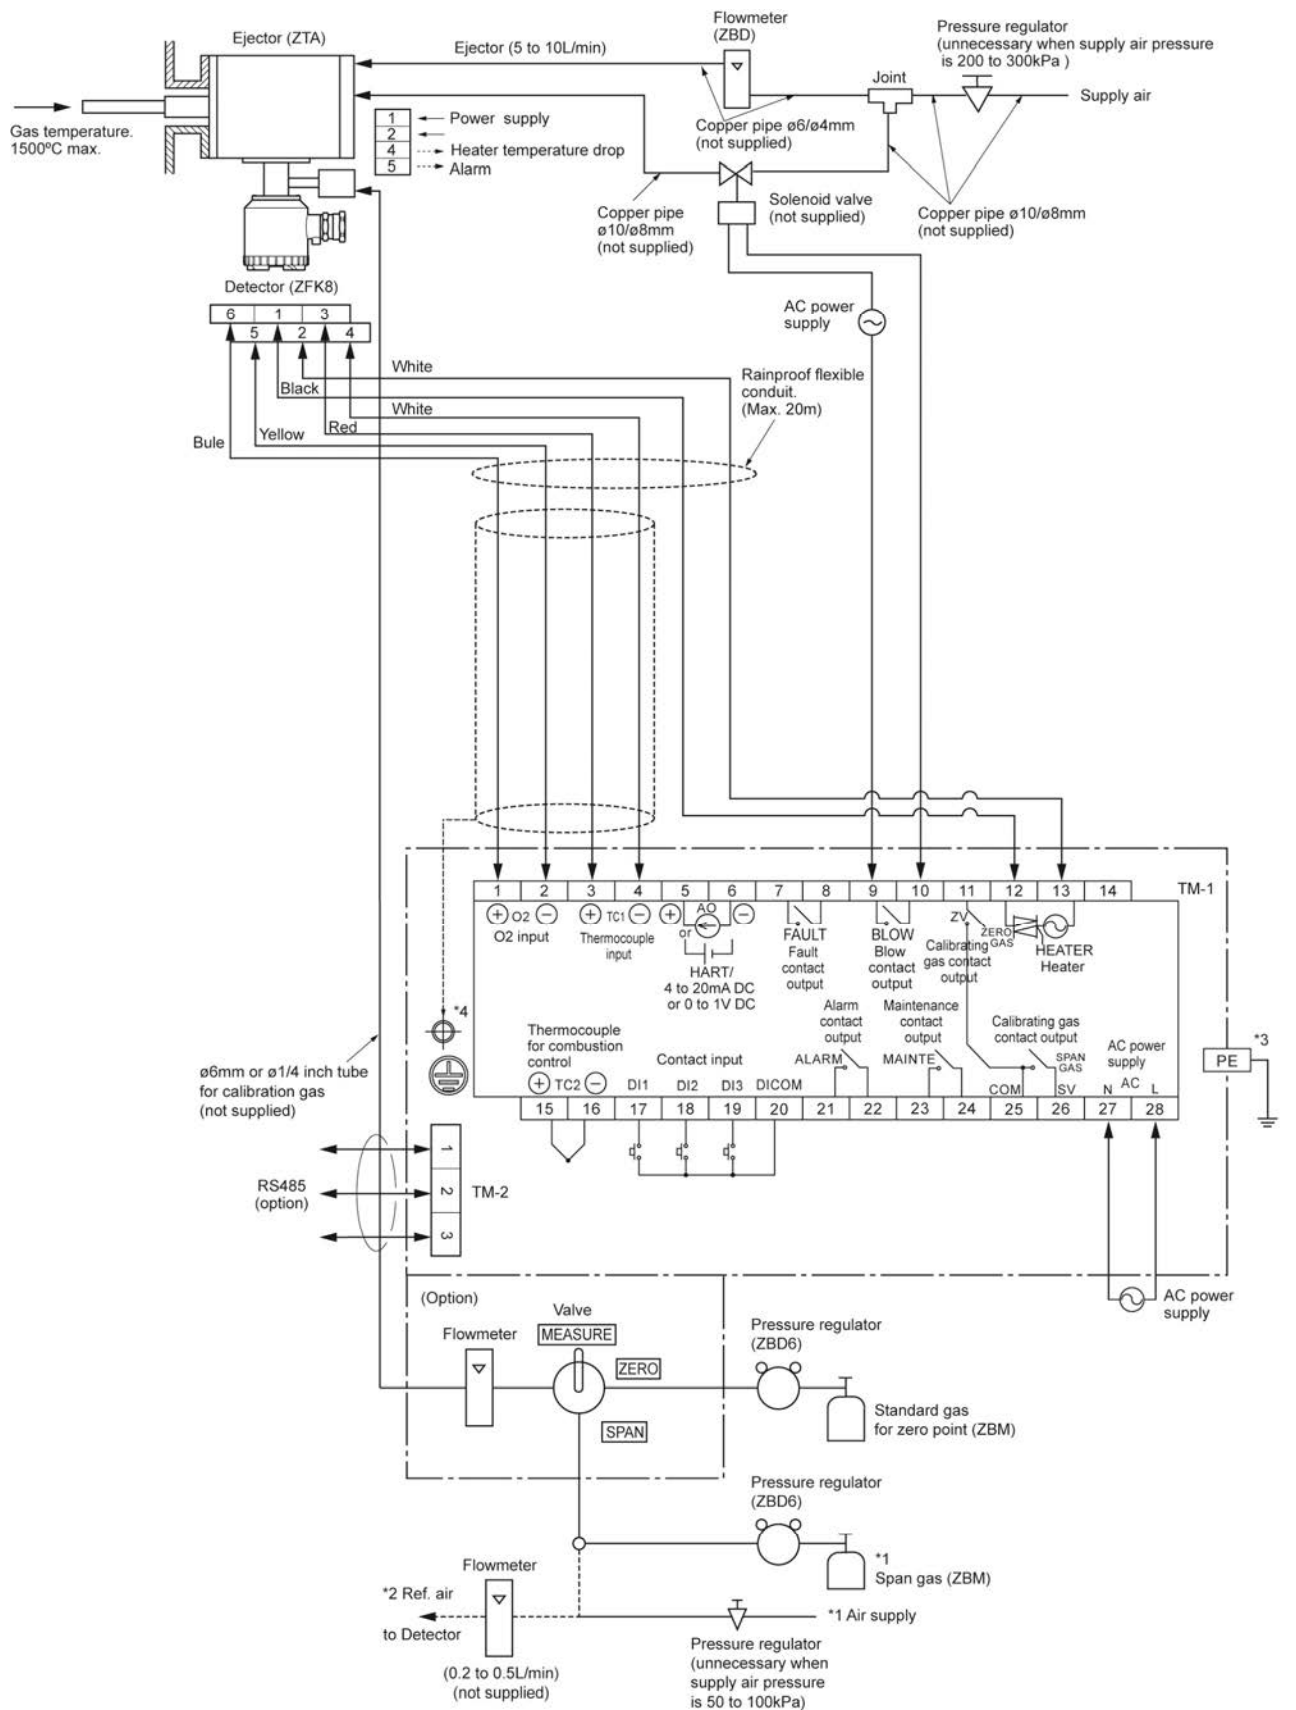 Ejector (ZTA)
Ejector (5 to 10L/min)
Flowmeter
(ZBD)
Pressure regulator
(unnecessary when supply air pressure
is 200 to 300kPa )
Joint
Supply air
Gas temperature.
1500ºC max.
1 Power supply
2
4 Heater temperature drop
5 Alarm
Copper pipe ø6/ø4mm
(not supplied)
Copper pipe
ø10/ø8mm
(not supplied)
Solenoid valve
(not supplied)
Copper pipe ø10/ø8mm
(not supplied)
Detector (ZFK8)
6 1 3
5 2 4
AC power
supply
White
Black
White
Red
Yellow
Bule
Rainproof flexible
conduit.
(Max. 20m)
1 2 3 4 5 6 7 8 9 10 11 12 13 14
TM-1
+ O2 −
O2 input
+ TC1 −
Thermocouple
input
+ AO −
or
HART/
4 to 20mA DC
or 0 to 1V DC
FAULT
Fault
contact
output
BLOW
Blow
contact
output
ZV
ZERO
GAS
Calibrating
gas contact
output
HEATER
Heater
*4
Thermocouple
for combustion
control
+ TC2 −
Contact input
DI1 DI2 DI3 DICOM
Alarm
contact
output
ALARM
Maintenance
contact
output
MAINTE
Calibrating gas
contact output
SPAN
GAS
COM
SV
AC power
supply
N AC L
15 16 17 18 19 20 21 22 23 24 25 26 27 28
*3
PE
ø6mm or ø1/4 inch tube
for calibration gas
(not supplied)
RS485
(option)
1
2
3
TM-2
AC power
supply
(Option)
Flowmeter
Valve
MEASURE
ZERO
SPAN
Pressure regulator
(ZBD6)
Standard gas
for zero point (ZBM)
Pressure regulator
(ZBD6)
*1
Span gas (ZBM)
Flowmeter
*2 Ref. air
to Detector
(0.2 to 0.5L/min)
(not supplied)
*1 Air supply
Pressure regulator
(unnecessary when
supply air pressure
is 50 to 100kPa)